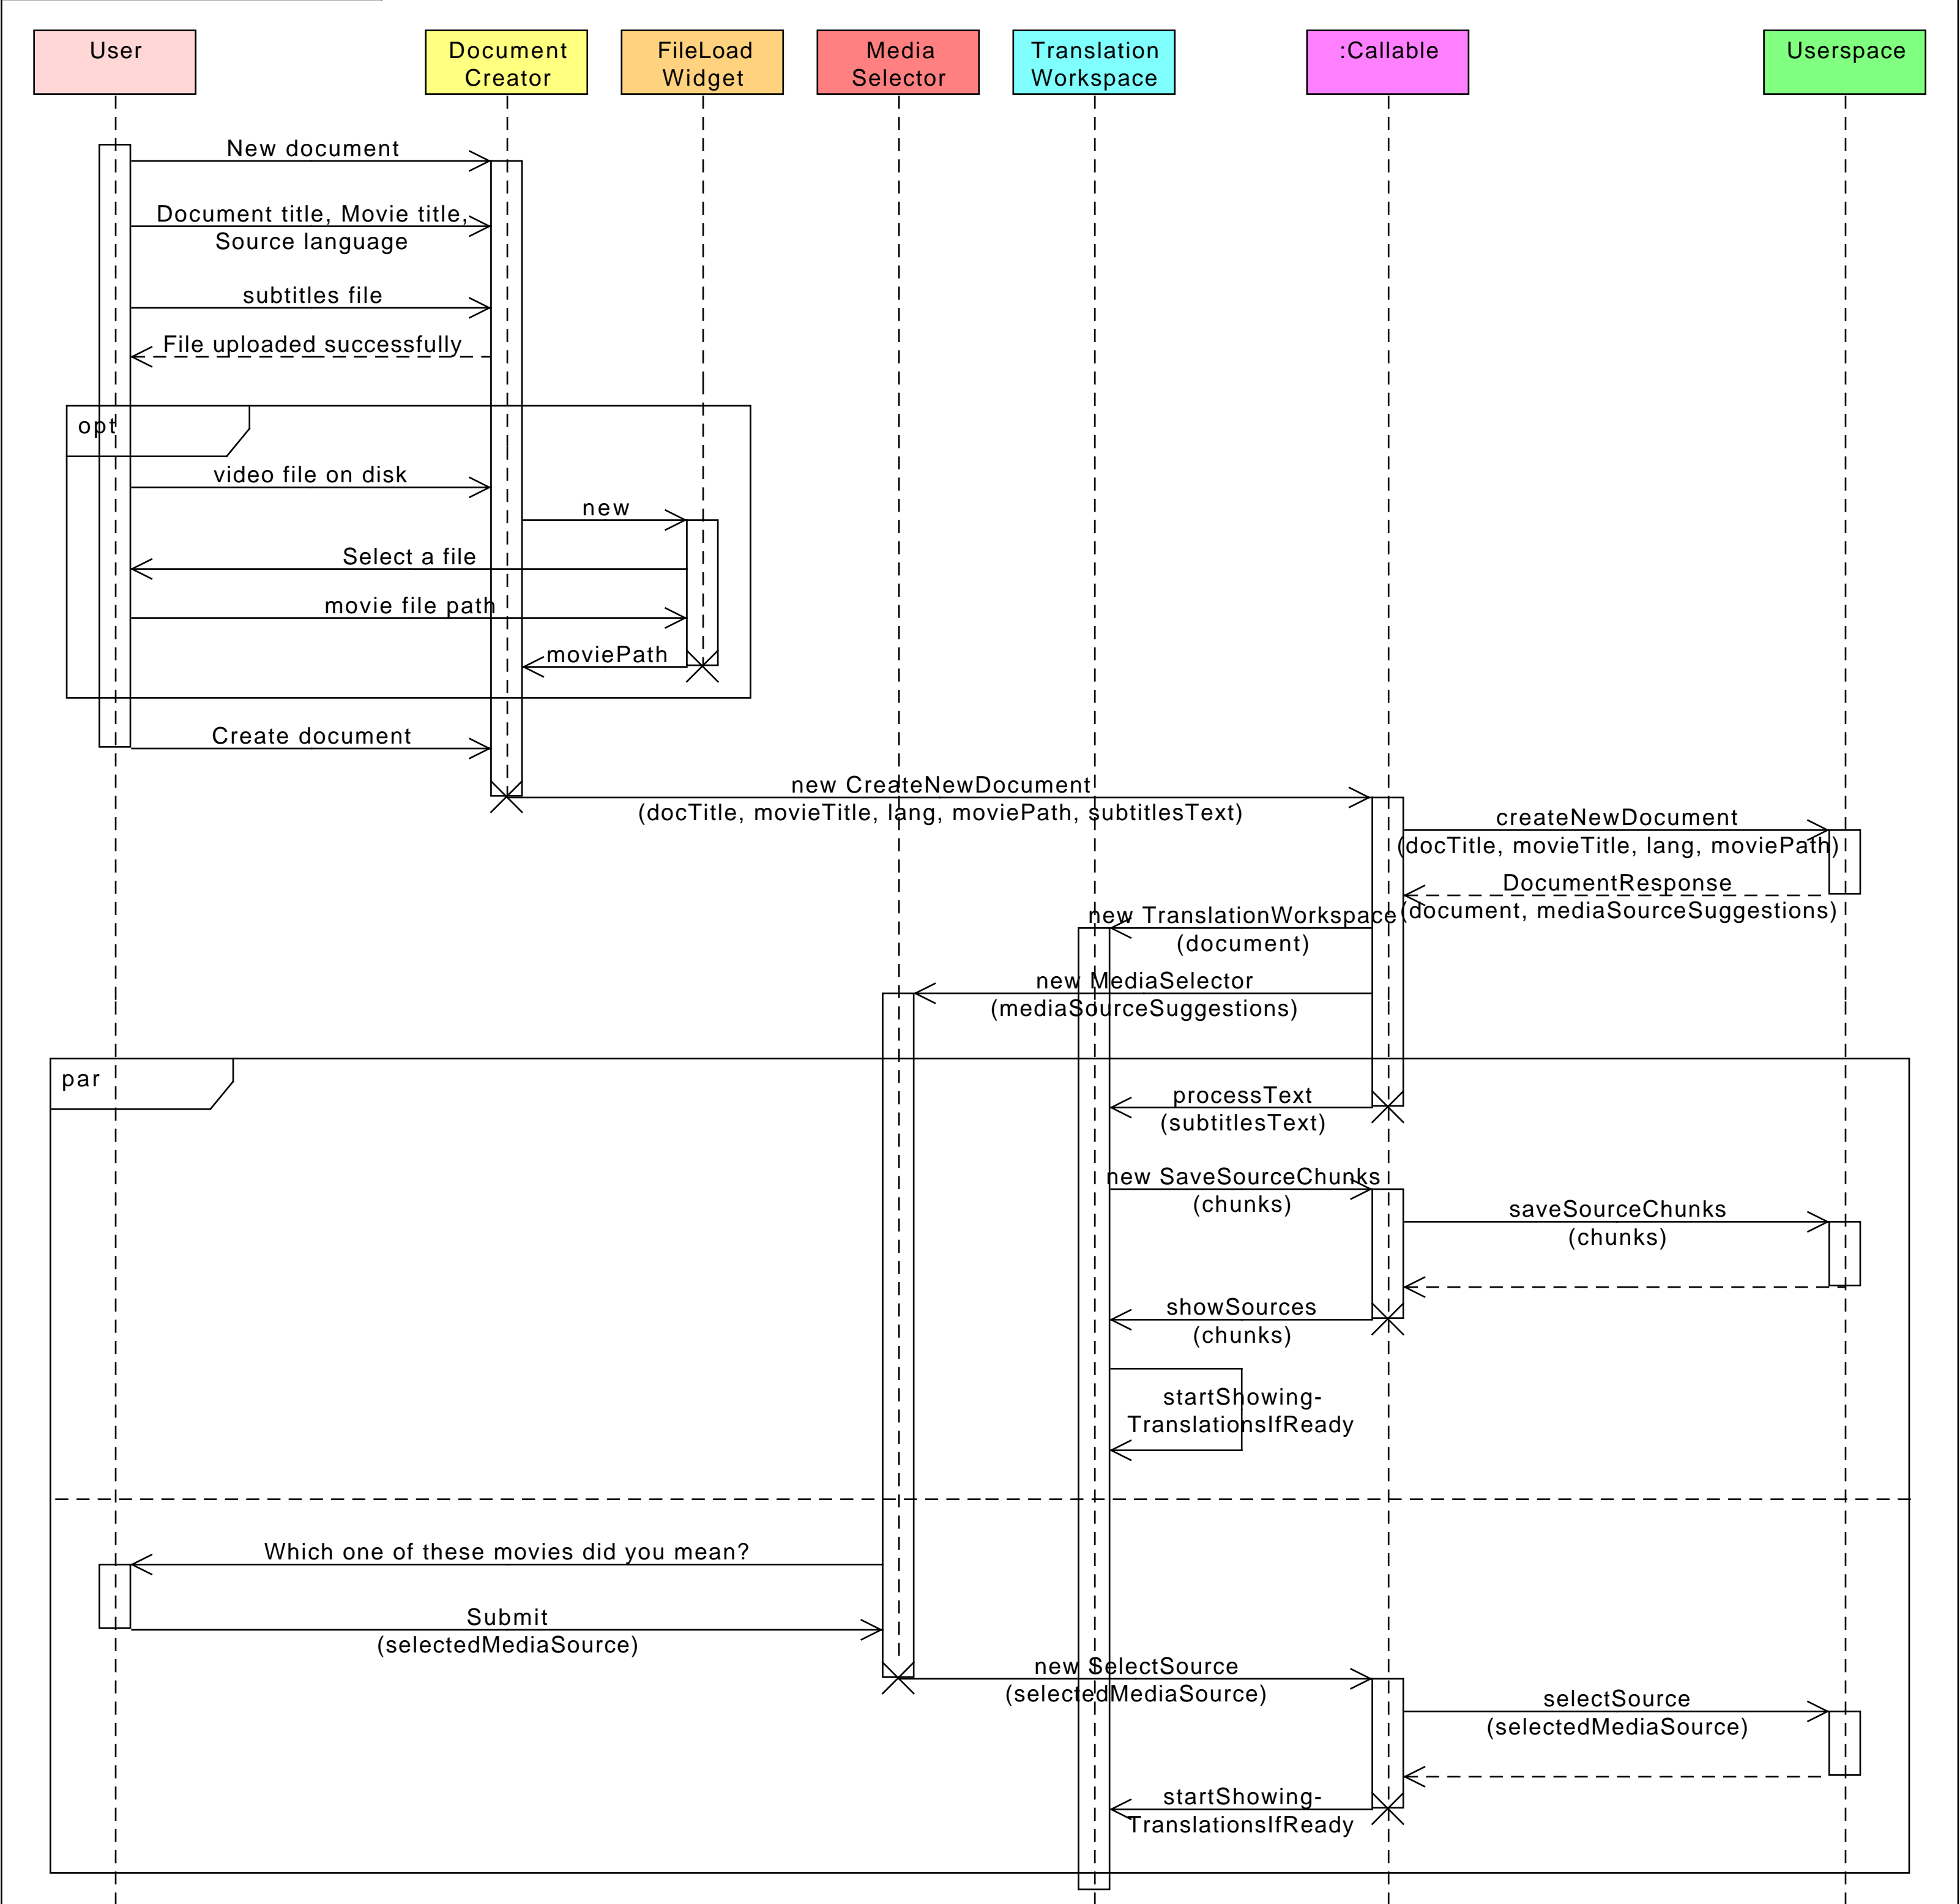 User
Document
Creator
FileLoad
Widget
Media
Selector
Translation
Workspace
:Callable
Userspace
New document
Document title, Movie title,
Source language
subtitles file
File uploaded successfully
opt
video file on disk
new
Select a file
movie file path
moviePath
Create document
new CreateNewDocument
(docTitle, movieTitle, lang, moviePath, subtitlesText)
createNewDocument
(docTitle, movieTitle, lang, moviePath)
DocumentResponse
(document, mediaSourceSuggestions)
new TranslationWorkspace
(document)
new MediaSelector
(mediaSourceSuggestions)
par
processText
(subtitlesText)
new SaveSourceChunks
(chunks)
saveSourceChunks
(chunks)
showSources
(chunks)
startShowing-
TranslationsIfReady
Which one of these movies did you mean?
Submit
(selectedMediaSource)
new SelectSource
(selectedMediaSource)
selectSource
(selectedMediaSource)
startShowing-
TranslationsIfReady